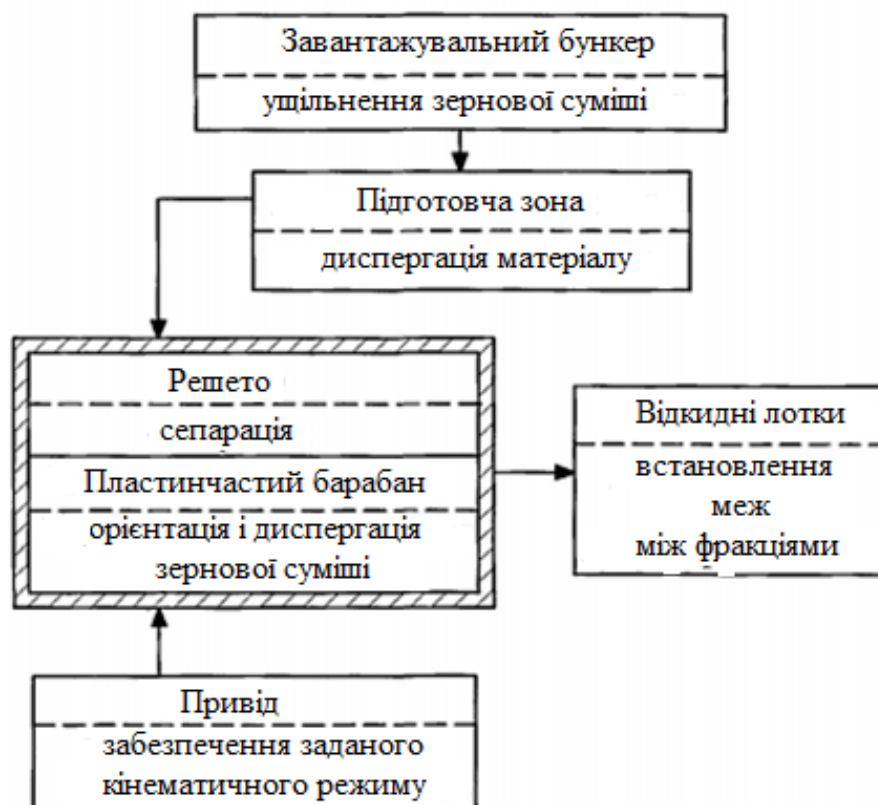 Завантажувальний бункер
ущільнення зернової суміші
Підготовча зона
диспергація матеріалу
Решето
сепарація
Пластинчастий барабан
орієнтація і диспергація
зернової суміші
Відкидні лотки
встановлення
меж
між фракціями
Привід
забезпечення заданого
кінематичного режиму